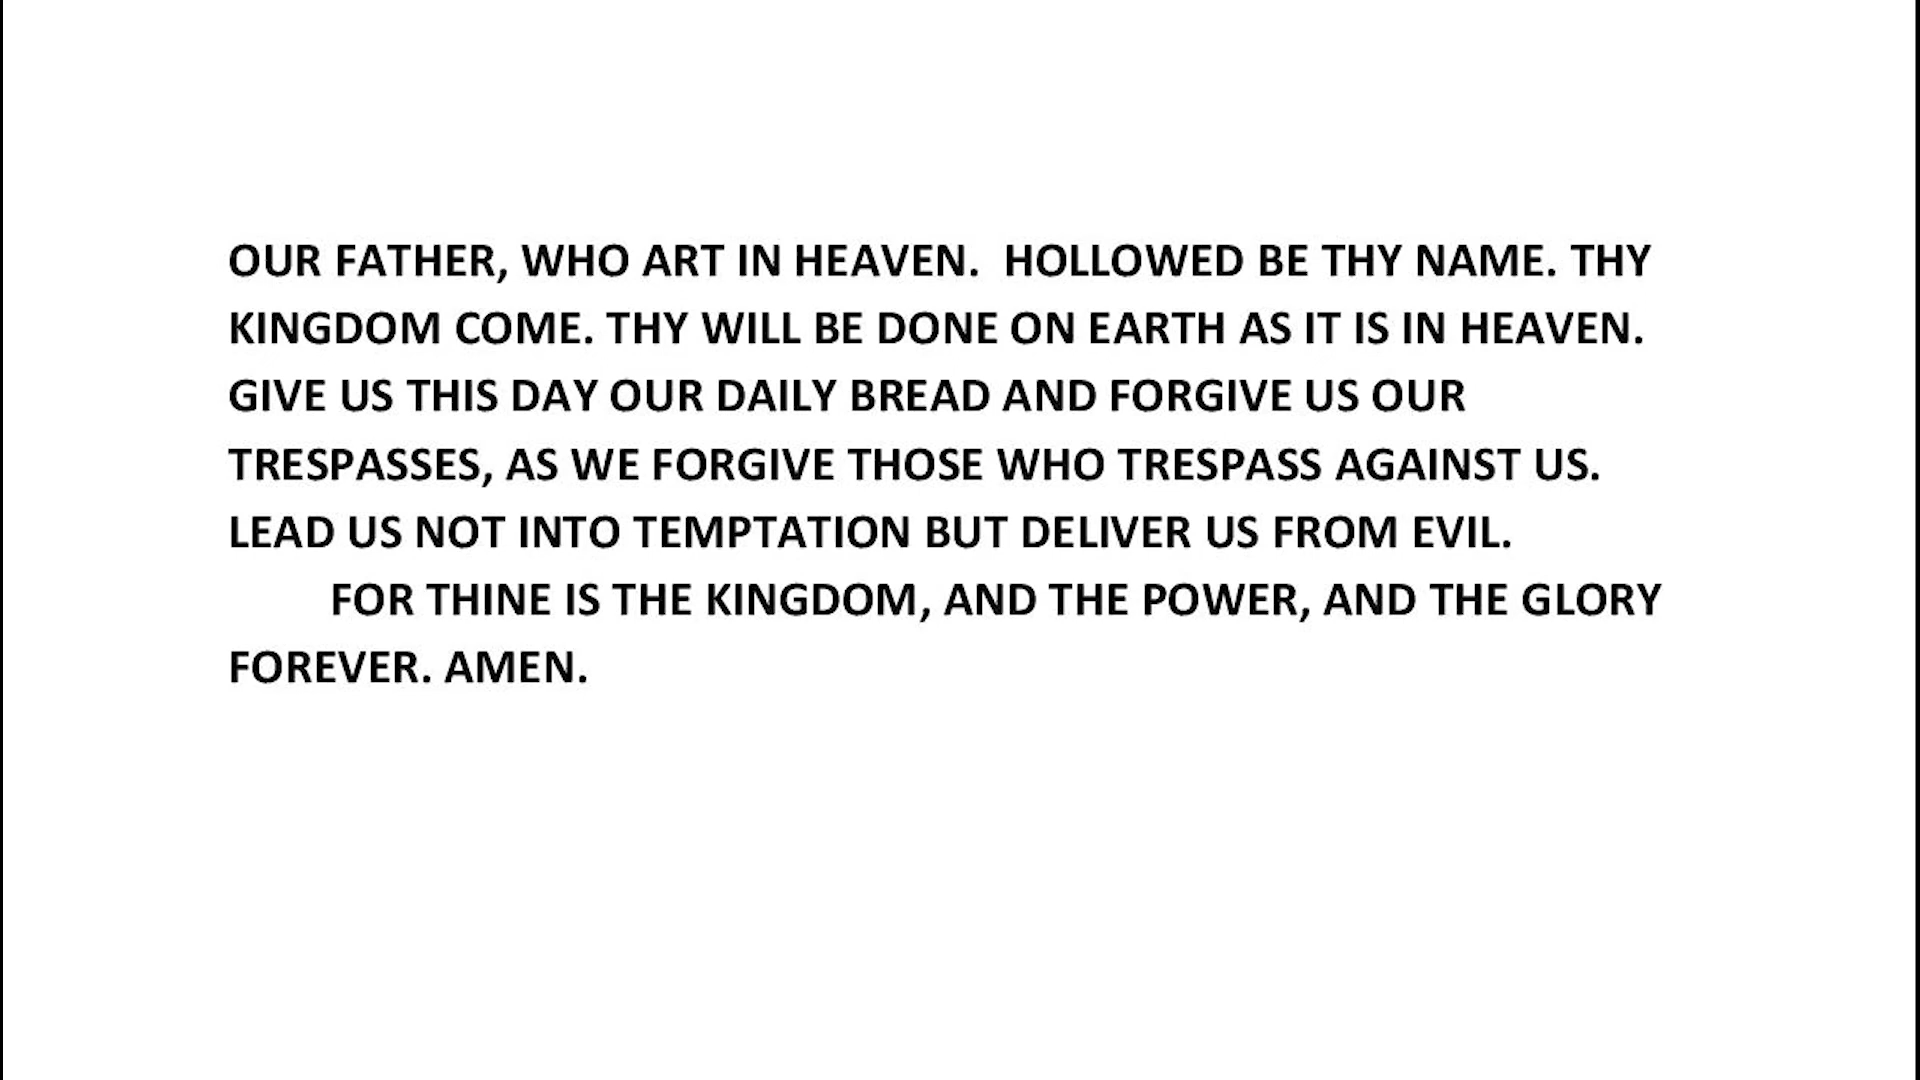 OUR FATHER, WHO ART IN HEAVEN.  HOLLOWED BE THY NAME. THY
KINGDOM COME. THY WILL BE DONE ON EARTH AS IT IS IN HEAVEN.
GIVE US THIS DAY OUR DAILY BREAD AND FORGIVE US OUR
TRESPASSES, AS WE FORGIVE THOSE WHO TRESPASS AGAINST US.
LEAD US NOT INTO TEMPTATION BUT DELIVER US FROM EVIL.
FOR THINE IS THE KINGDOM, AND THE POWER, AND THE GLORY
FOREVER. AMEN.